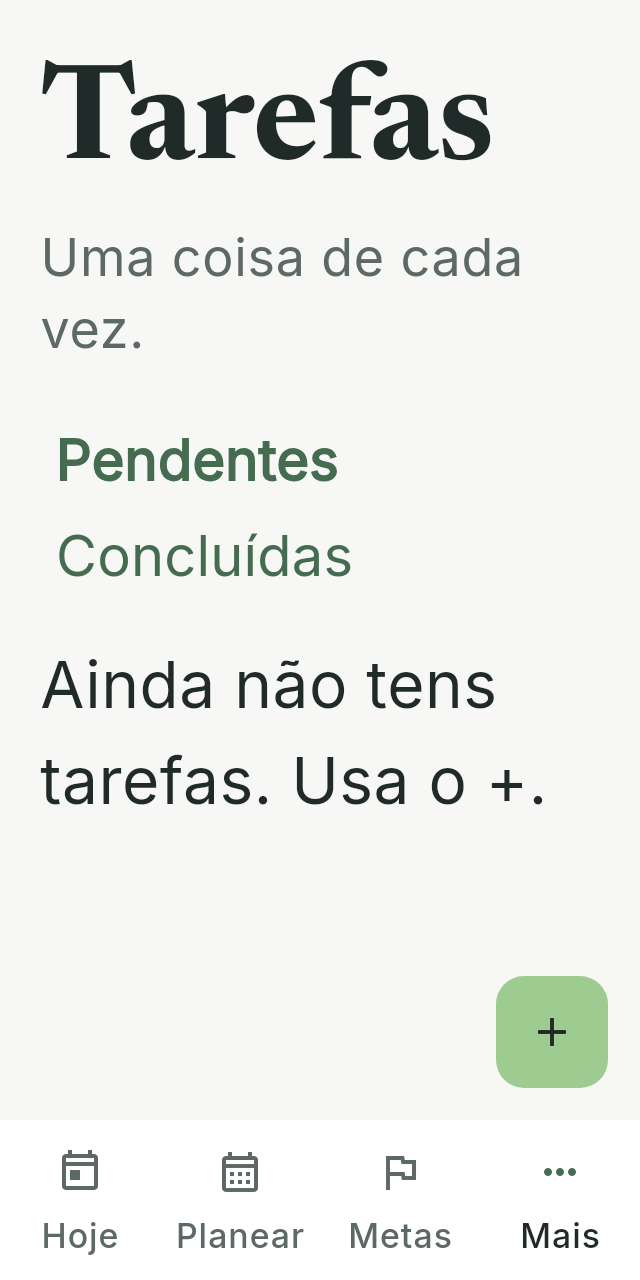 Tarefas
Uma coisa de cada
vez.
Pendentes
Concluídas
Ainda não tens
tarefas. Usa o +.
+
Hoje
Planear
Metas
Mais